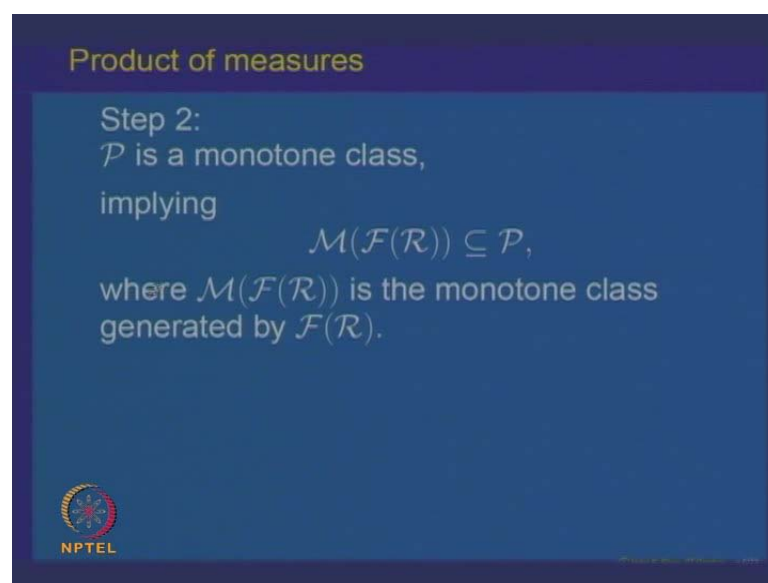 Product of measures
Step 2:
𝒫 is a monotone class,
implying
ℳ(ℱ(ℛ)) ⊆ 𝒫,
where ℳ(ℱ(ℛ)) is the monotone class
generated by ℱ(ℛ).
NPTEL